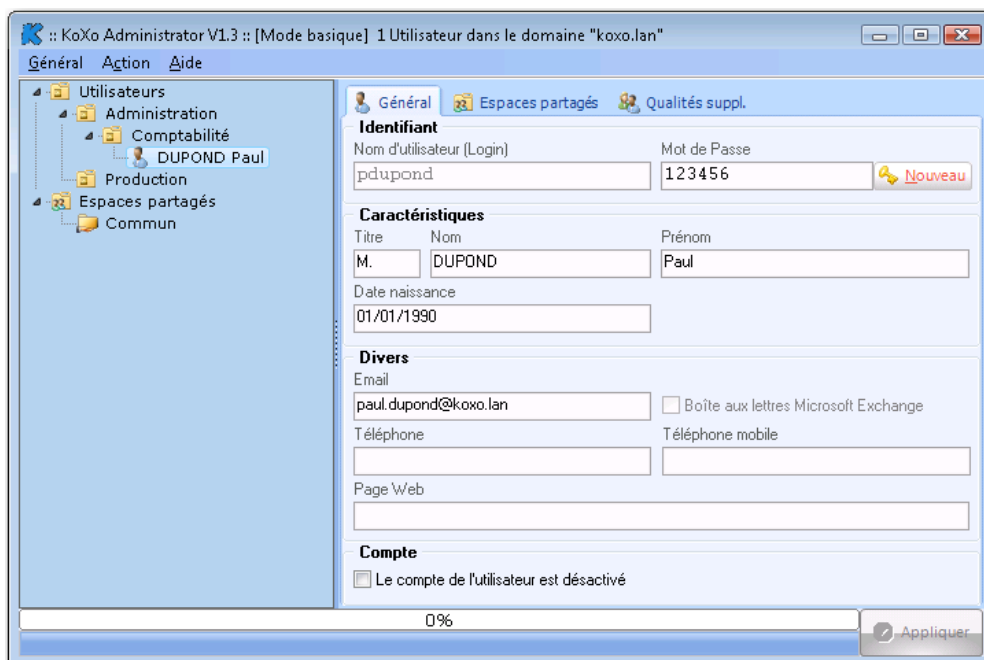 :: KoXo Administrator V1.3 :: [Mode basique] 1 Utilisateur dans le domaine "koxo.lan"
Général Action Aide
Utilisateurs
Administration
Comptabilité
DUPOND Paul
Production
Espaces partagés
Commun
Général Espaces partagés Qualités suppl.
Identifiant
Nom d'utilisateur (Login) Mot de Passe
pdupond 123456 Nouveau
Caractéristiques
Titre Nom Prénom
M. DUPOND Paul
Date naissance
01/01/1990
Divers
Email
paul.dupond@koxo.lan Boîte aux lettres Microsoft Exchange
Téléphone Téléphone mobile
Page Web
Compte
Le compte de l'utilisateur est désactivé
0%
Appliquer